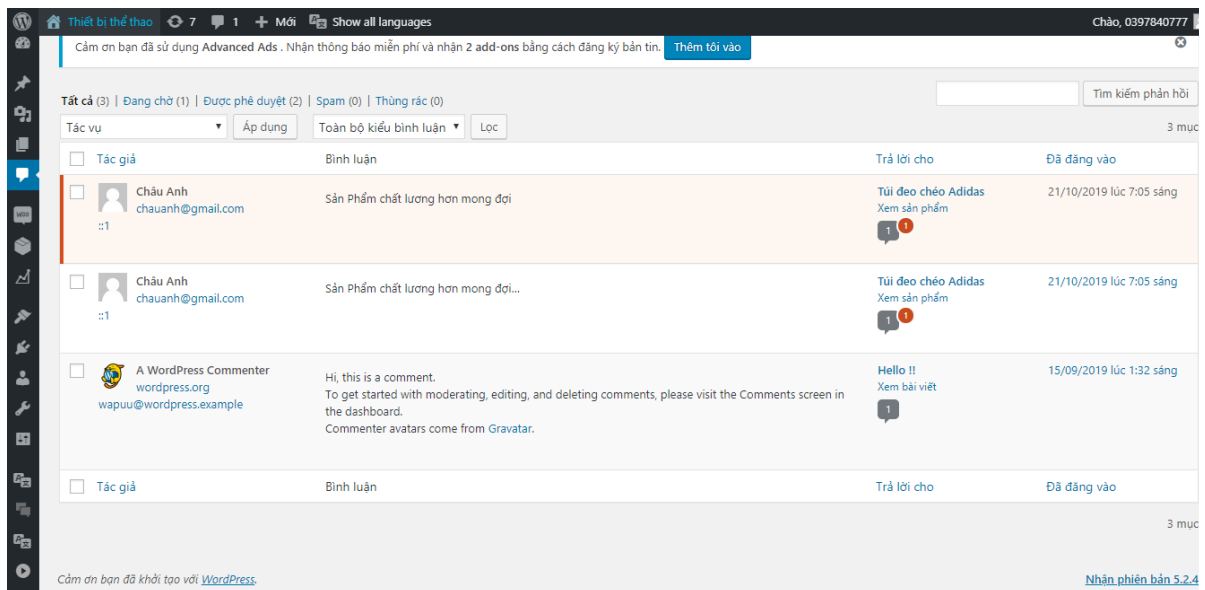 Thiết bị thể thao 7 1 Mới Show all languages Chào, 0397840777
Cảm ơn bạn đã sử dụng Advanced Ads . Nhận thông báo miễn phí và nhận 2 add-ons bằng cách đăng ký bản tin. Thêm tôi vào
Tất cả (3) | Đang chờ (1) | Được phê duyệt (2) | Spam (0) | Thùng rác (0) Tìm kiếm phản hồi
Tác vụ Áp dụng Toàn bộ kiểu bình luận Lọc 3 mục
Tác giả Bình luận Trả lời cho Đã đăng vào
Châu Anh
chauanh@gmail.com
::1
Sản Phẩm chất lương hơn mong đợi
Túi đeo chéo Adidas
Xem sản phẩm
1 1
21/10/2019 lúc 7:05 sáng
Châu Anh
chauanh@gmail.com
::1
Sản Phẩm chất lương hơn mong đợi...
Túi đeo chéo Adidas
Xem sản phẩm
1 1
21/10/2019 lúc 7:05 sáng
A WordPress Commenter
wordpress.org
wapuu@wordpress.example
Hi, this is a comment.
To get started with moderating, editing, and deleting comments, please visit the Comments screen in
the dashboard.
Commenter avatars come from Gravatar.
Hello !!
Xem bài viết
1
15/09/2019 lúc 1:32 sáng
Tác giả Bình luận Trả lời cho Đã đăng vào
3 mục
Cảm ơn bạn đã khởi tạo với WordPress. Nhận phiên bản 5.2.4